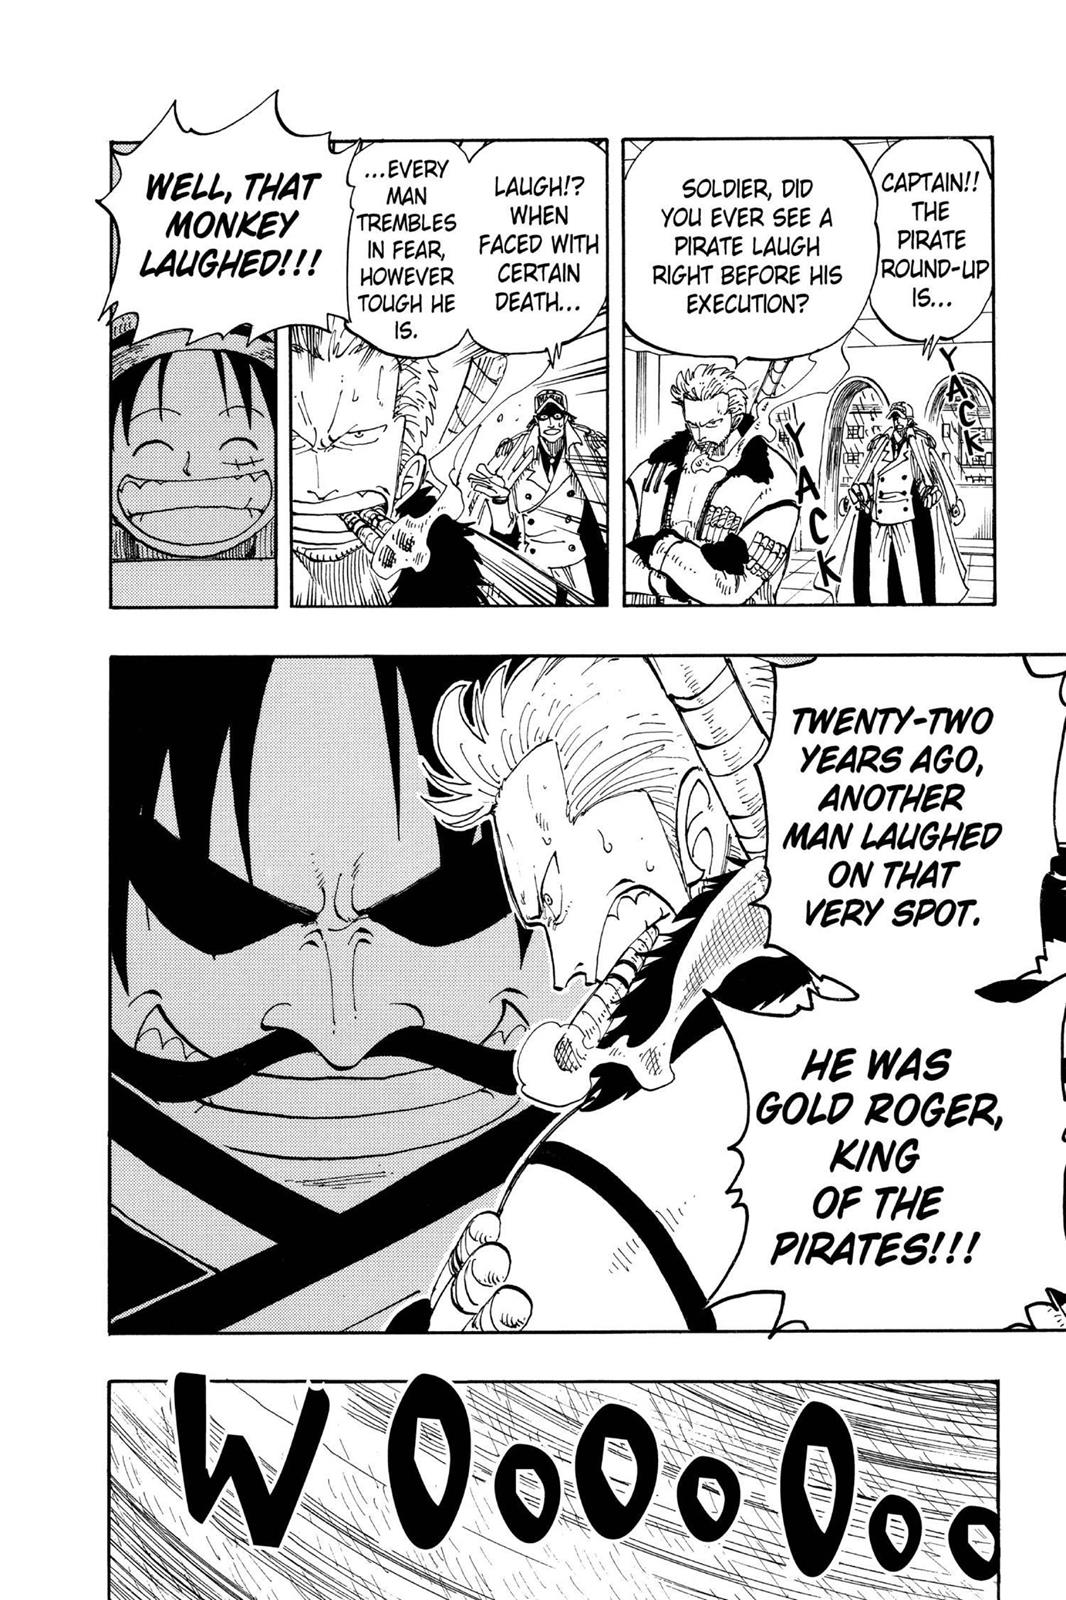 CAPTAIN!!
THE
PIRATE
ROUND-UP
IS...
YACK
SOLDIER, DID
YOU EVER SEE A
PIRATE LAUGH
RIGHT BEFORE HIS
EXECUTION?
YACK
LAUGH!?
WHEN
FACED WITH
CERTAIN
DEATH...
...EVERY
MAN
TREMBLES
IN FEAR,
HOWEVER
TOUGH HE
IS.
WELL, THAT
MONKEY
LAUGHED!!!
TWENTY-TWO
YEARS AGO,
ANOTHER
MAN LAUGHED
ON THAT
VERY SPOT.
HE WAS
GOLD ROGER,
KING
OF THE
PIRATES!!!
WOooOOooo